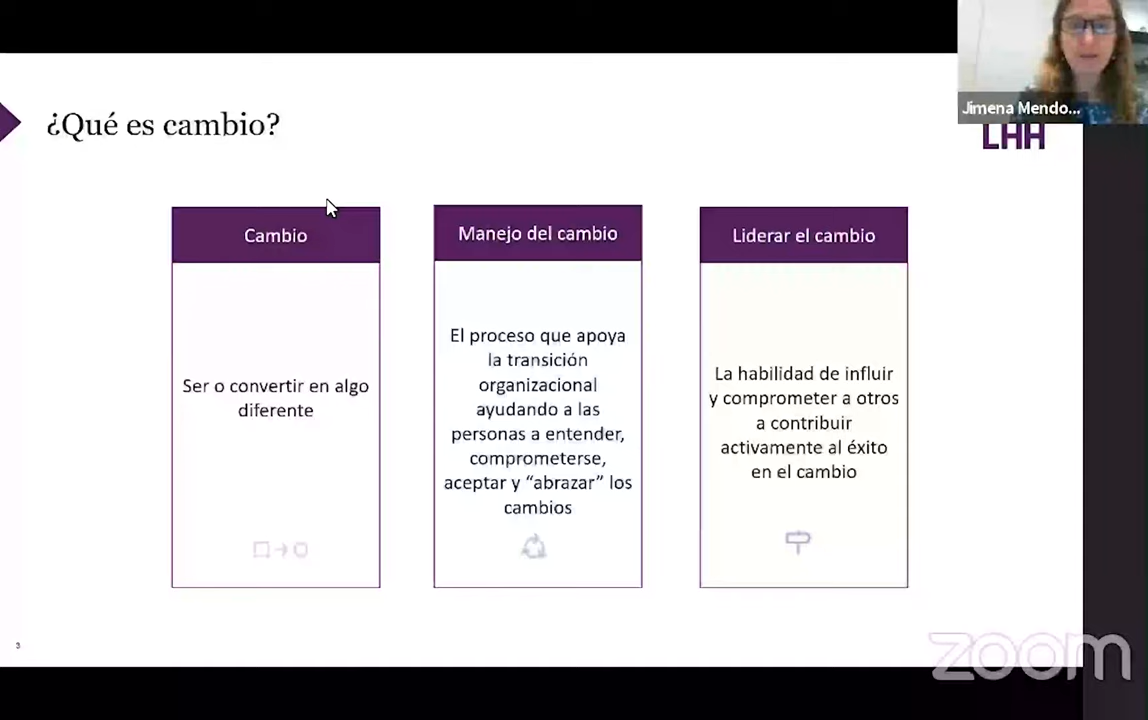 ¿Qué es cambio?
Jimena Mendo...
LHH
Cambio
Ser o convertir en algo
diferente
Manejo del cambio
El proceso que apoya
la transición
organizacional
ayudando a las
personas a entender,
comprometerse,
aceptar y “abrazar” los
cambios
Liderar el cambio
La habilidad de influir
y comprometer a otros
a contribuir
activamente al éxito
en el cambio
3
zoom